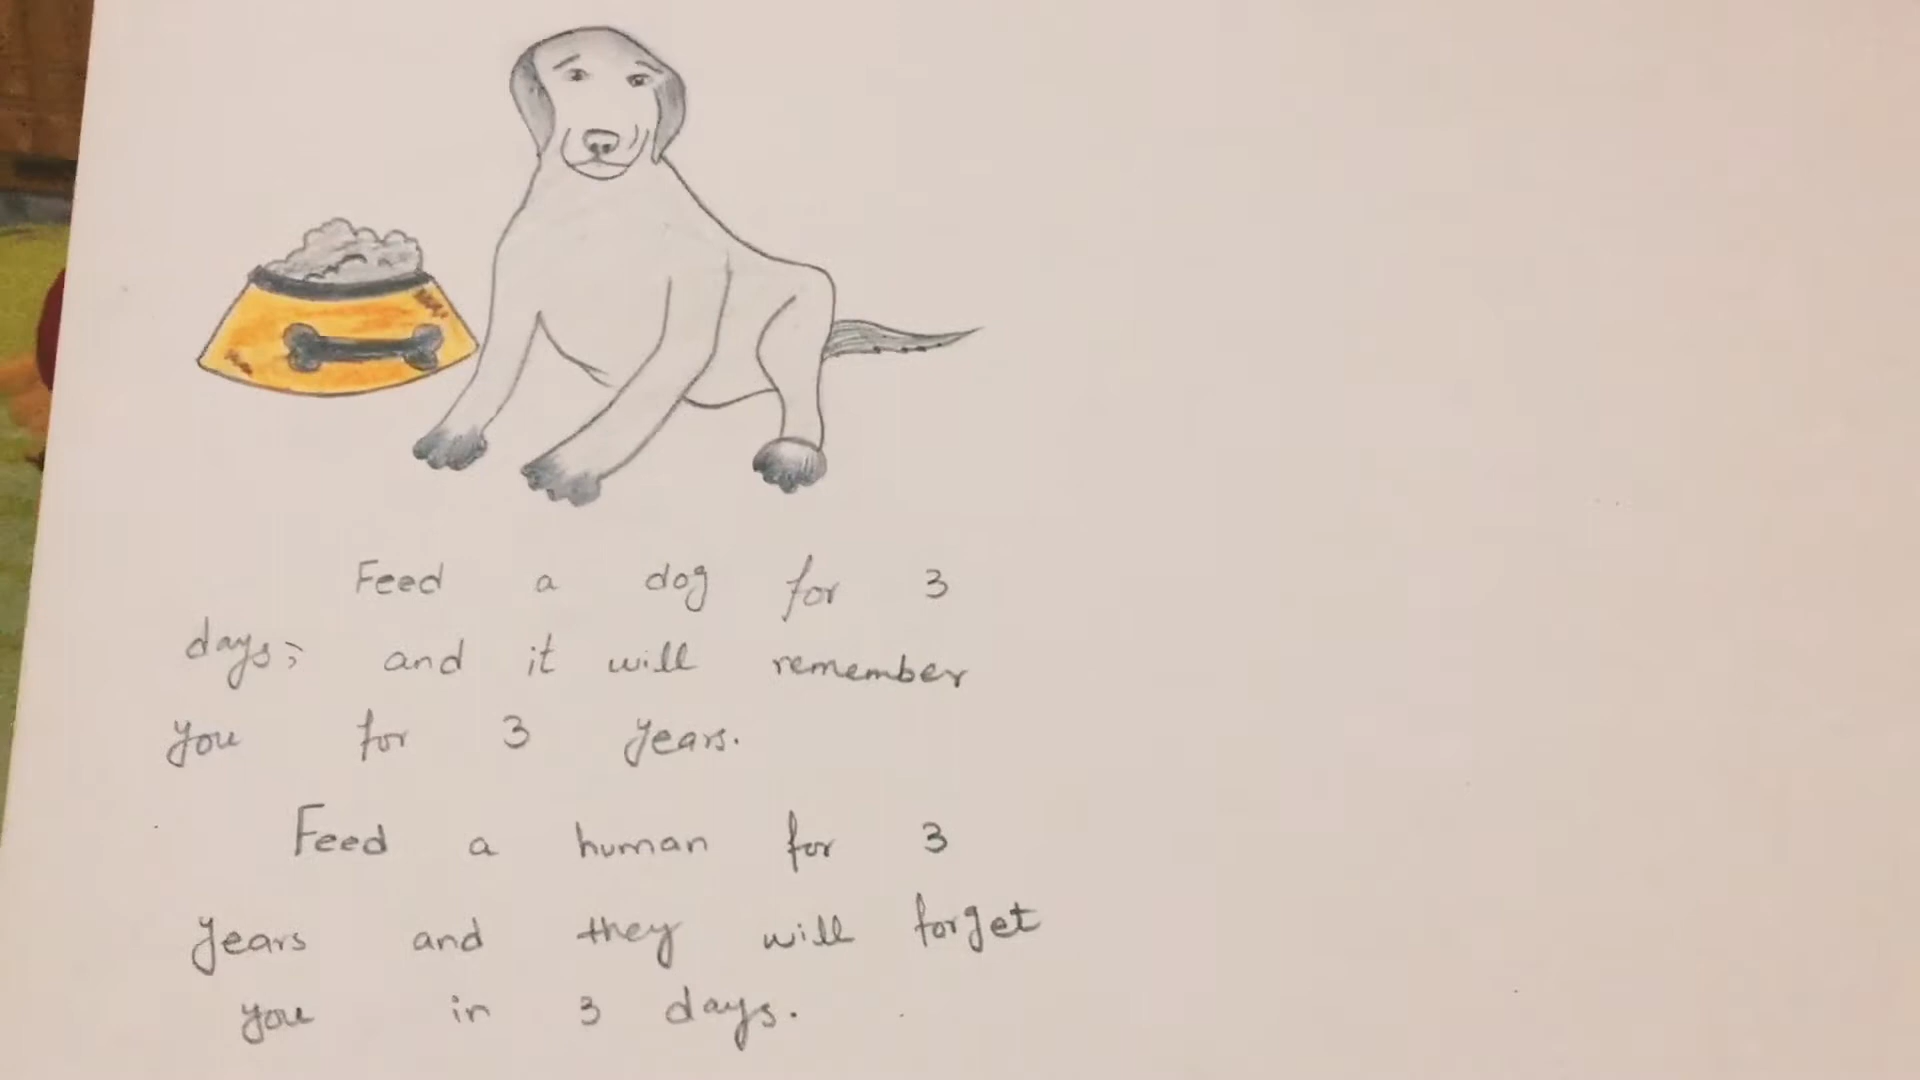 Feed a dog for 3
days; and it will remember
you for 3 years.
Feed a human for 3
years and they will forget
you in 3 days.